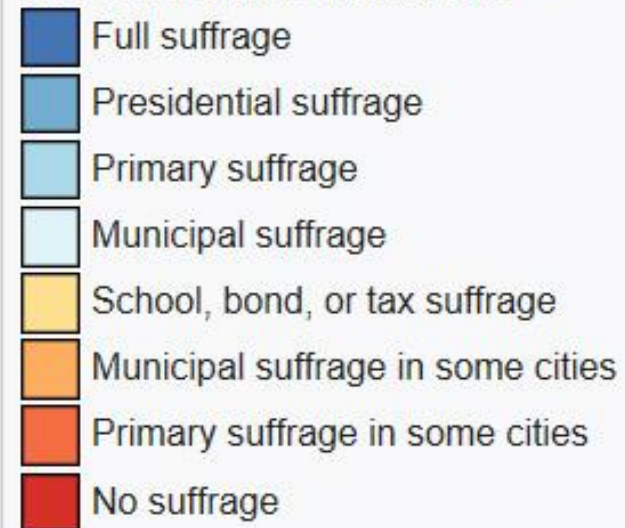 Full suffrage
Presidential suffrage
Primary suffrage
Municipal suffrage
School, bond, or tax suffrage
Municipal suffrage in some cities
Primary suffrage in some cities
No suffrage